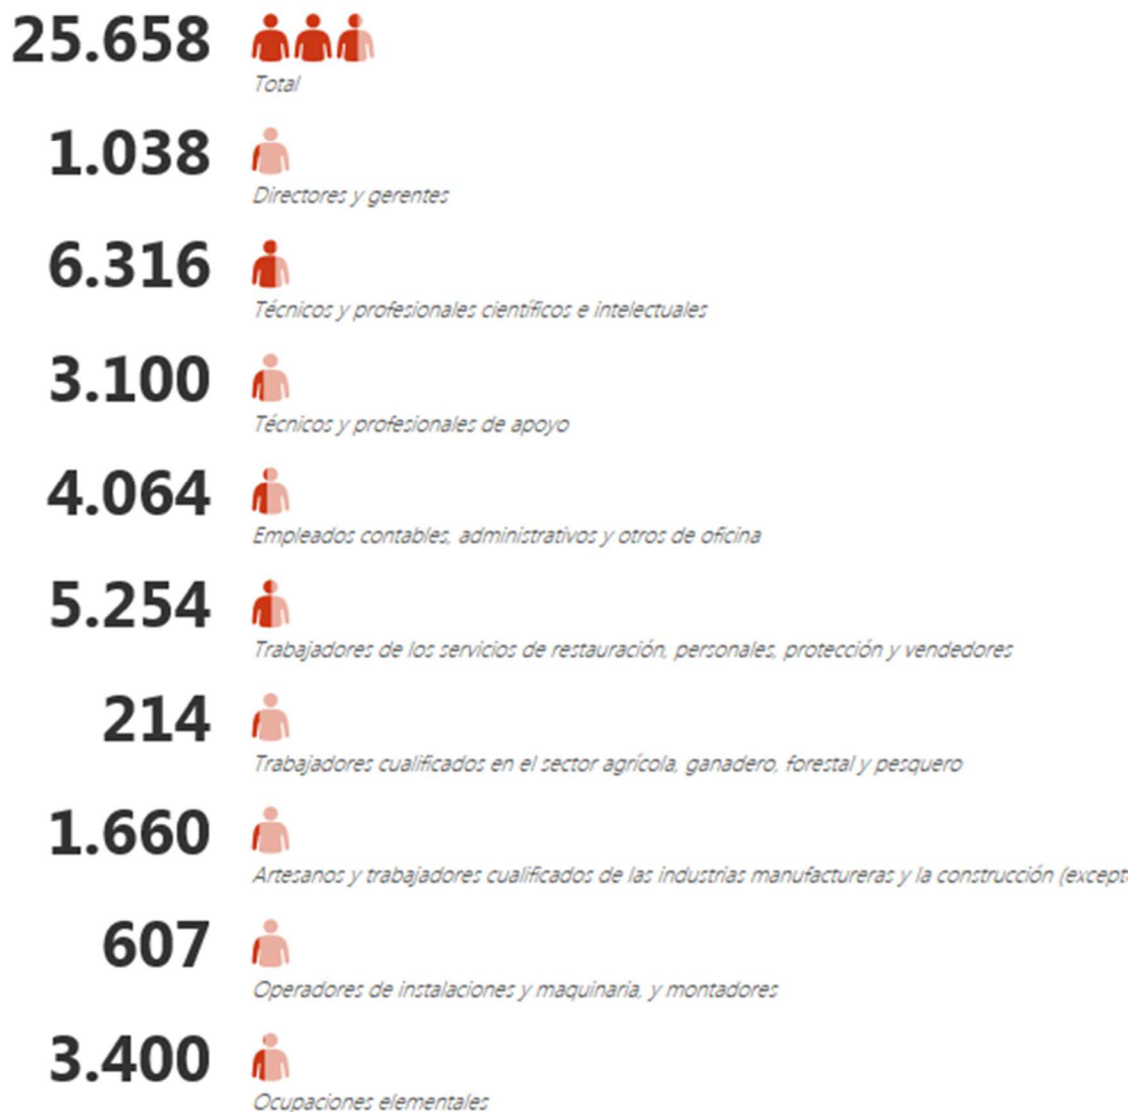 25.658
Total
1.038
Directores y gerentes
6.316
Técnicos y profesionales científicos e intelectuales
3.100
Técnicos y profesionales de apoyo
4.064
Empleados contables, administrativos y otros de oficina
5.254
Trabajadores de los servicios de restauración, personales, protección y vendedores
214
Trabajadores cualificados en el sector agrícola, ganadero, forestal y pesquero
1.660
Artesanos y trabajadores cualificados de las industrias manufactureras y la construcción (except
607
Operadores de instalaciones y maquinaria, y montadores
3.400
Ocupaciones elementales